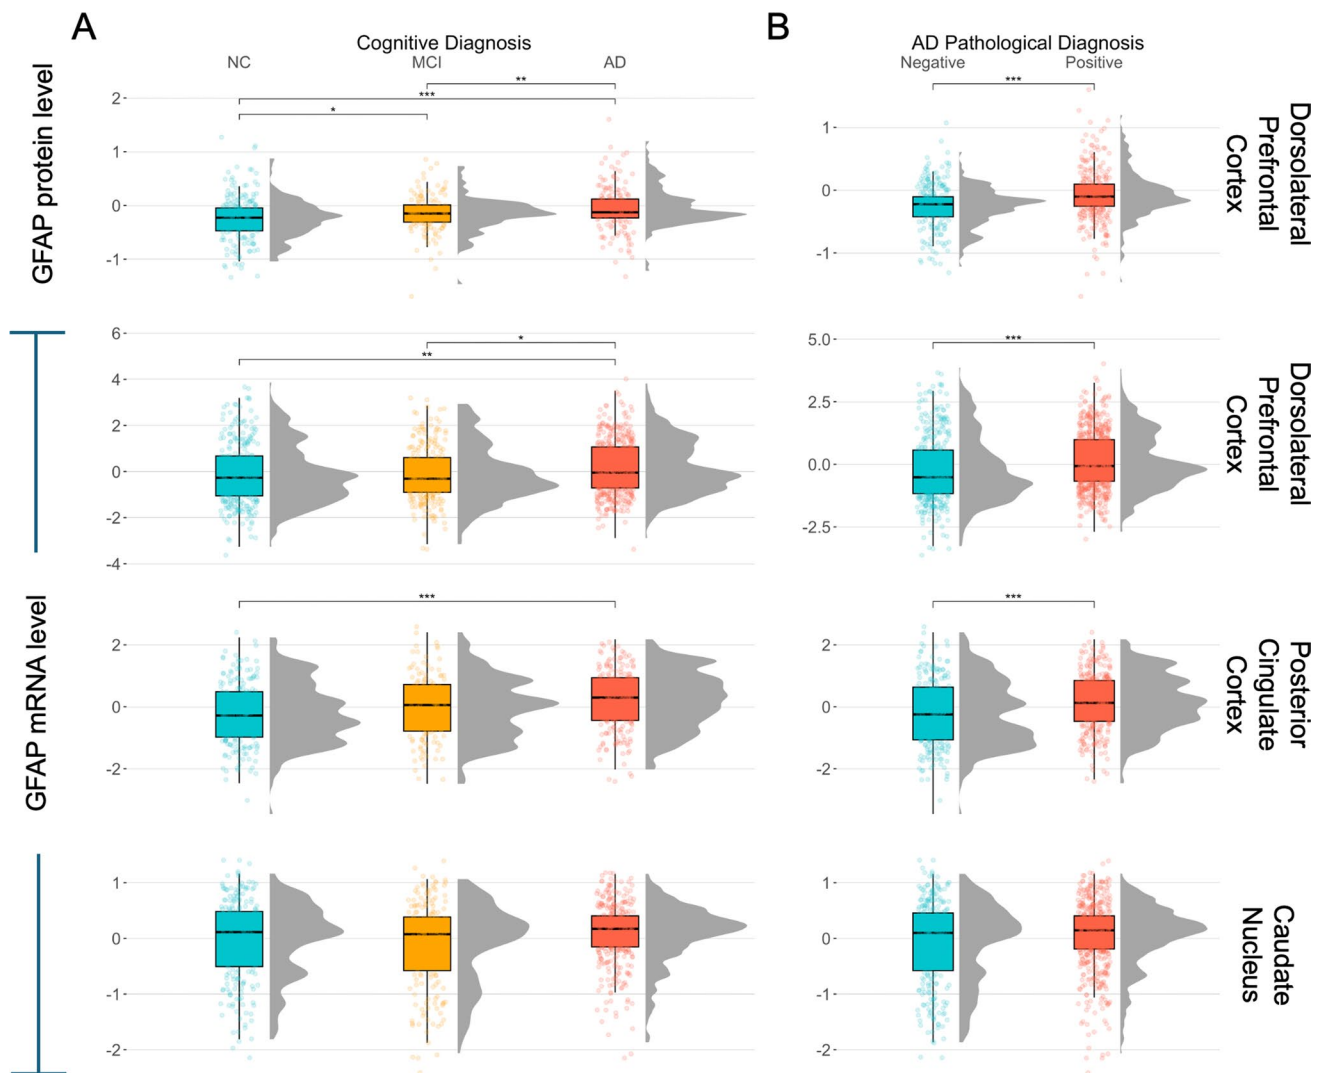 A
B
Cognitive Diagnosis
NC MCI AD
AD Pathological Diagnosis
Negative Positive
GFAP protein level
**
***
*
2
1
0
-1
***
1
0
-1
Dorsolateral
Prefrontal
Cortex
*
**
6
4
2
0
-2
-4
***
5.0
2.5
0.0
-2.5
Dorsolateral
Prefrontal
Cortex
GFAP mRNA level
***
2
0
-2
***
2
0
-2
Posterior
Cingulate
Cortex
1
0
-1
-2
1
0
-1
-2
Caudate
Nucleus